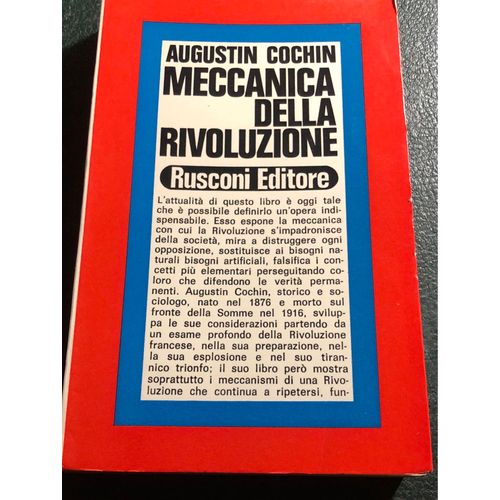 AUGUSTIN COCHIN
MECCANICA
DELLA
RIVOLUZIONE
Rusconi Editore
L'attualità di questo libro è oggi tale
che è possibile definirlo un'opera indi-
spensabile. Esso espone la meccanica
con cui la Rivoluzione s'impadronisce
della società, mira a distruggere ogni
opposizione, sostituisce ai bisogni na-
turali bisogni artificiali, falsifica i con-
cetti più elementari perseguitando co-
loro che difendono le verità perma-
nenti. Augustin Cochin, storico e so-
ciologo, nato nel 1876 e morto sul
fronte della Somme nel 1916, svilup-
pa le sue considerazioni partendo da
un esame profondo della Rivoluzione
francese, nella sua preparazione, nel-
la sua esplosione e nel suo tiran-
nico trionfo; il suo libro però mostra
soprattutto i meccanismi di una Rivo-
luzione che continua a ripetersi, fun-